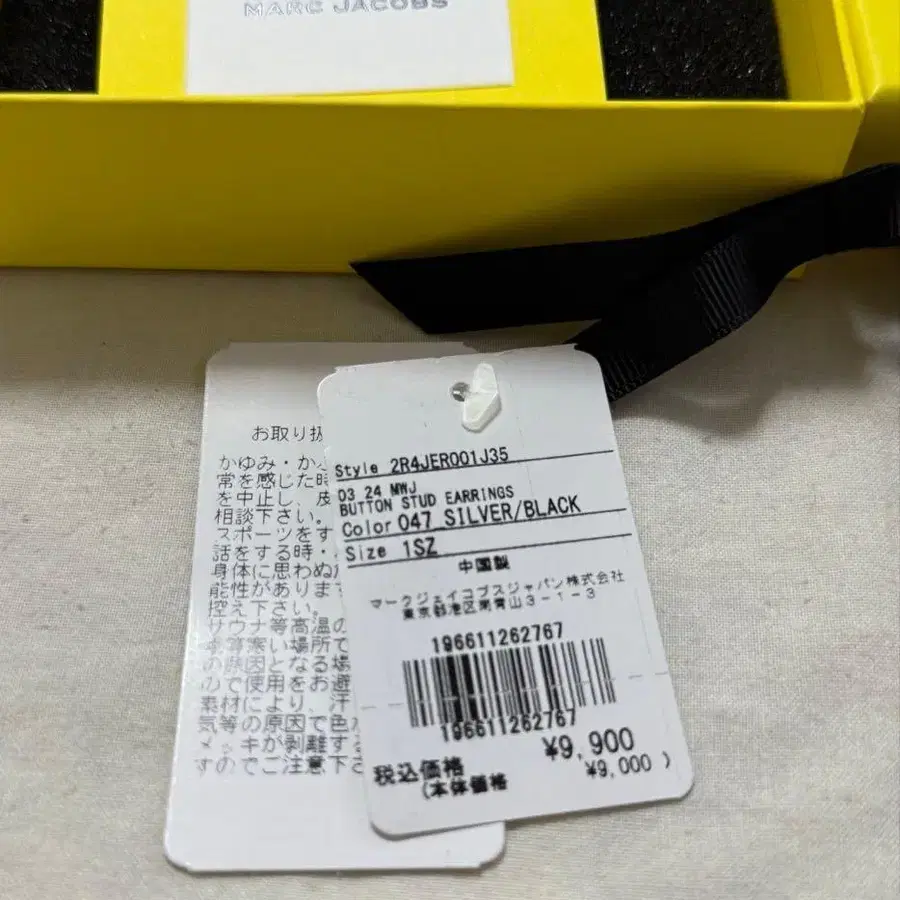 MARC JACOBS
お取り扱
かゆみ・か
常を感じた時
を中止し、皮
相談下さい。
スポーツをす
話をする時・
身体に思わぬ
能性があります
控え下さい。
サウナ等高温の
等寒い場所で
の原因となる場
ので使用をお避
素材により、汗
気等の原因で色
メッキが剥離す
すのでご注意下さ
Style 2R4JER001J35
03 24 MWJ
BUTTON STUD EARRINGS
Color 047 SILVER/BLACK
Size 1SZ
中国製
マークジェイコブスジャパン株式会社
東京都港区南青山3-1-3
196611262767
196611262767
税込価格 ¥9,900
(本体価格 ¥9,000 )